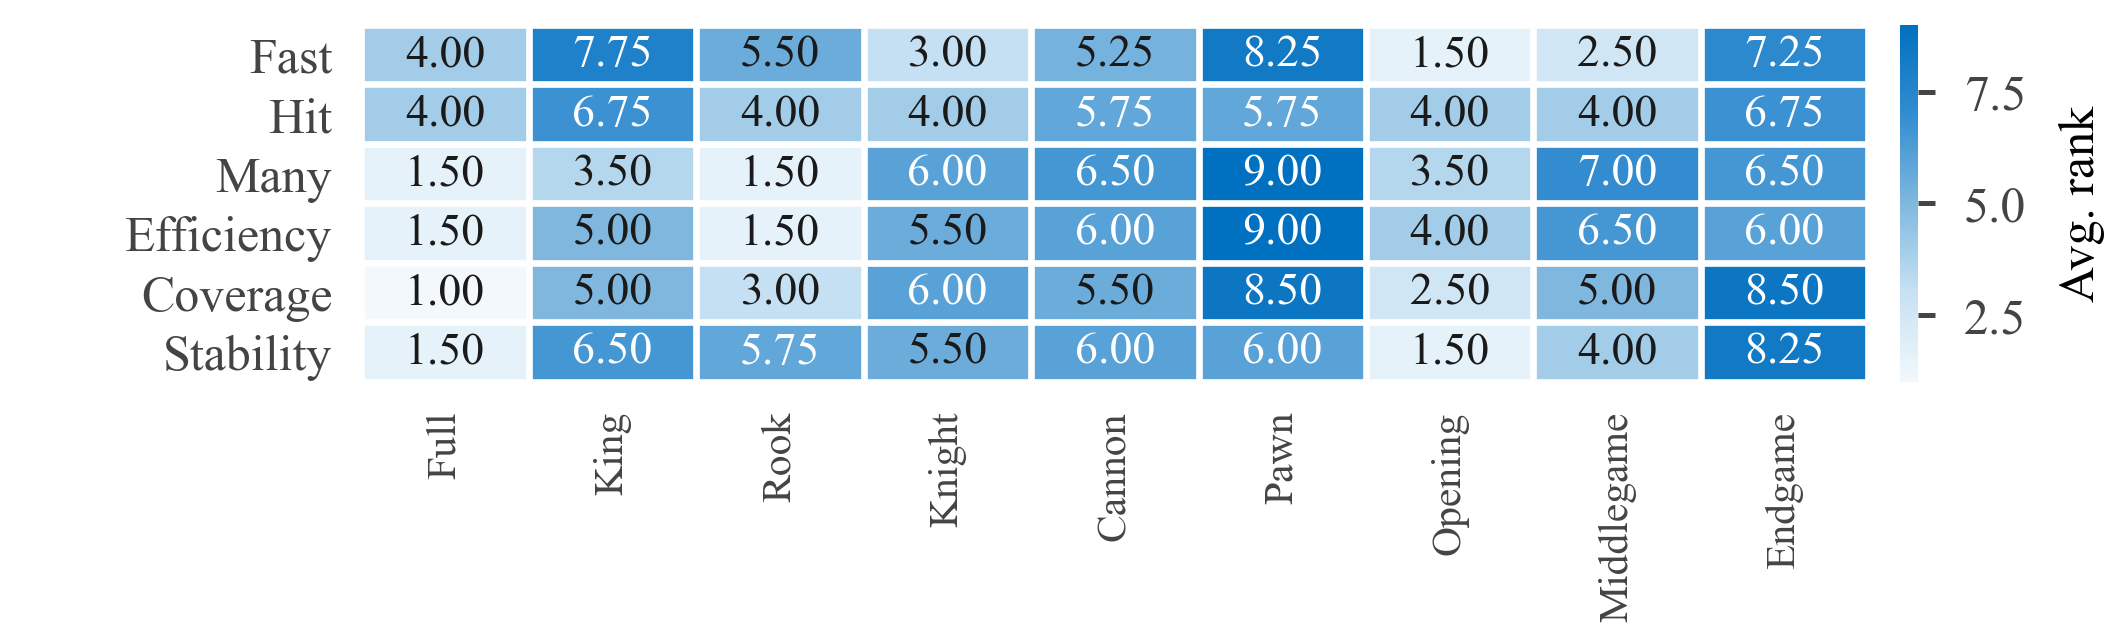 Fast 4.00 7.75 5.50 3.00 5.25 8.25 1.50 2.50 7.25
Hit 4.00 6.75 4.00 4.00 5.75 5.75 4.00 4.00 6.75
Many 1.50 3.50 1.50 6.00 6.50 9.00 3.50 7.00 6.50
Efficiency 1.50 5.00 1.50 5.50 6.00 9.00 4.00 6.50 6.00
Coverage 1.00 5.00 3.00 6.00 5.50 8.50 2.50 5.00 8.50
Stability 1.50 6.50 5.75 5.50 6.00 6.00 1.50 4.00 8.25
Full King Rook Knight Cannon Pawn Opening Middlegame Endgame
7.5
5.0
2.5
Avg. rank